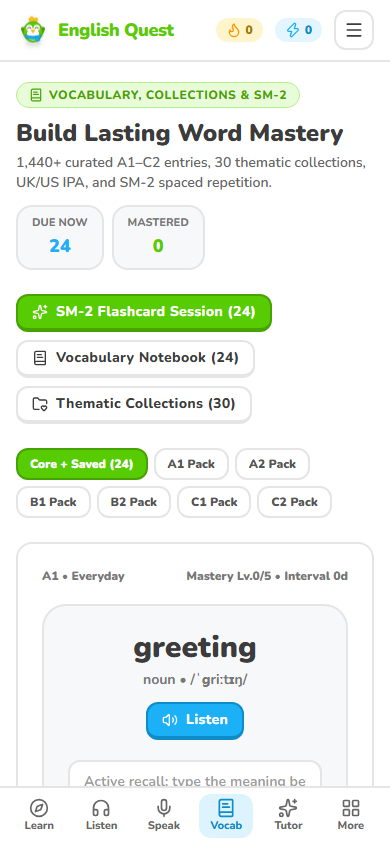 English Quest
0
0
VOCABULARY, COLLECTIONS & SM-2
Build Lasting Word Mastery
1,440+ curated A1–C2 entries, 30 thematic collections,
UK/US IPA, and SM-2 spaced repetition.
DUE NOW
24
MASTERED
0
SM-2 Flashcard Session (24)
Vocabulary Notebook (24)
Thematic Collections (30)
Core + Saved (24)
A1 Pack
A2 Pack
B1 Pack
B2 Pack
C1 Pack
C2 Pack
A1 • Everyday
Mastery Lv.0/5 • Interval 0d
greeting
noun • /ˈɡriːtɪŋ/
Listen
Active recall: type the meaning be
Learn
Listen
Speak
Vocab
Tutor
More